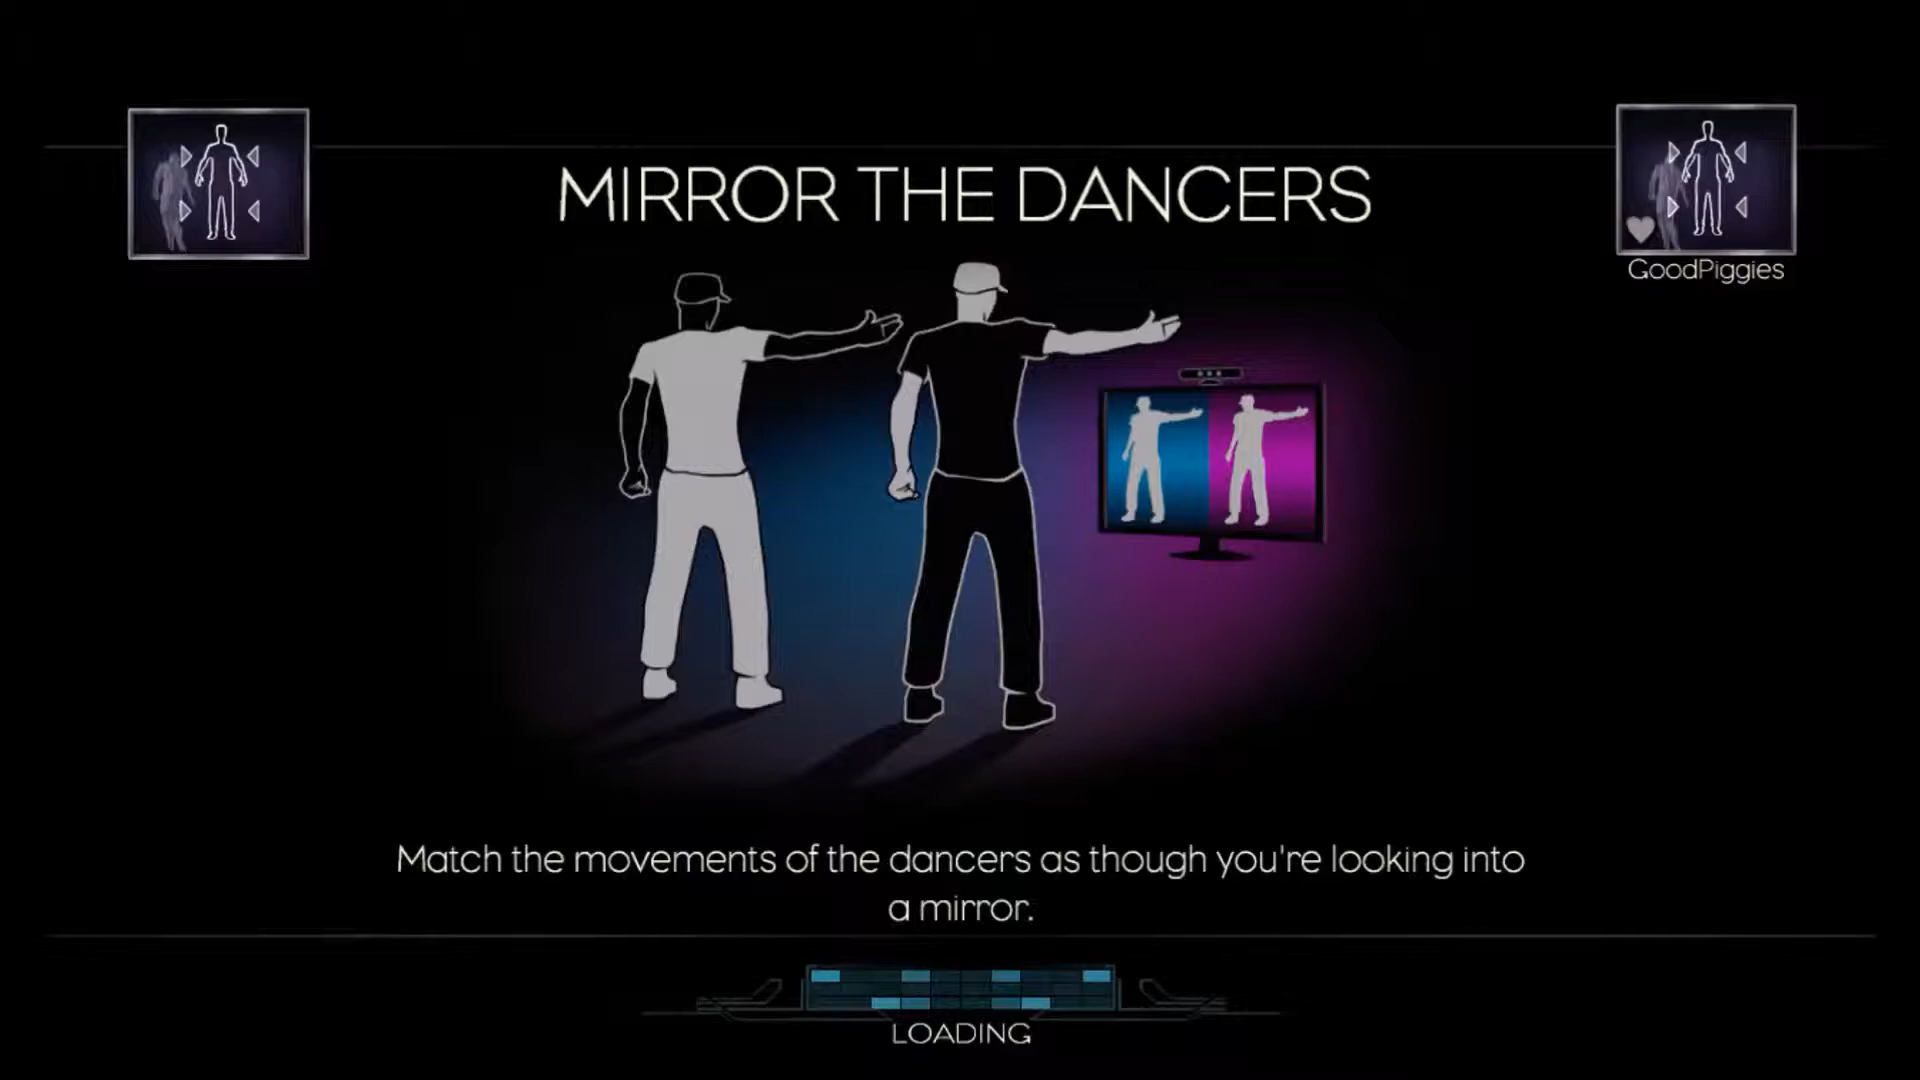 MIRROR THE DANCERS
GoodPiggies
Match the movements of the dancers as though you're looking into
a mirror.
LOADING